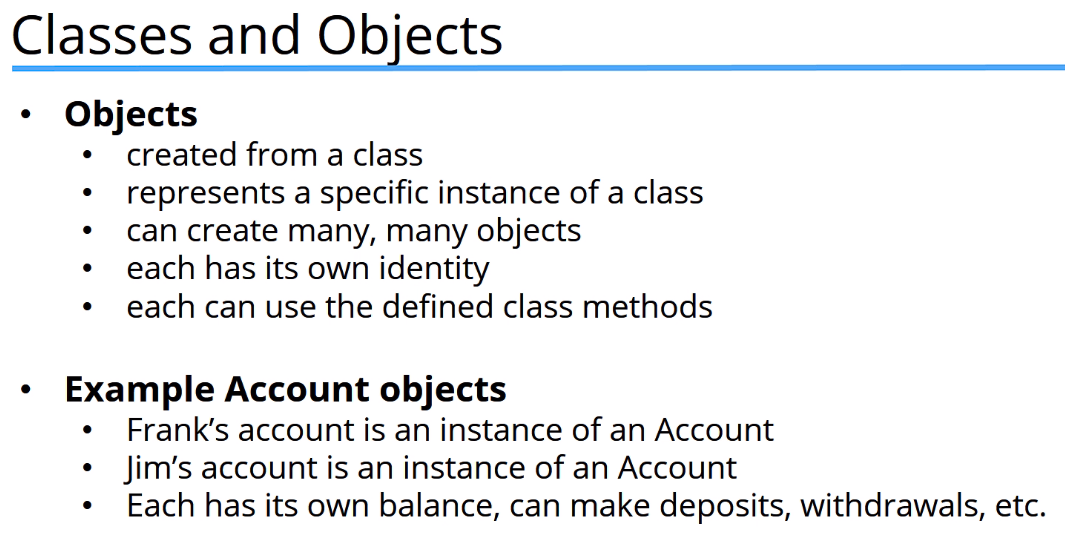 Classes and Objects
• Objects
• created from a class
• represents a specific instance of a class
• can create many, many objects
• each has its own identity
• each can use the defined class methods
• Example Account objects
• Frank’s account is an instance of an Account
• Jim’s account is an instance of an Account
• Each has its own balance, can make deposits, withdrawals, etc.